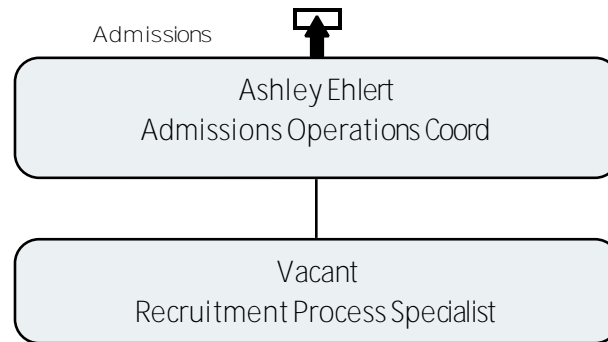 Admissions
Ashley Ehlert
Admissions Operations Coord
Vacant
Recruitment Process Specialist